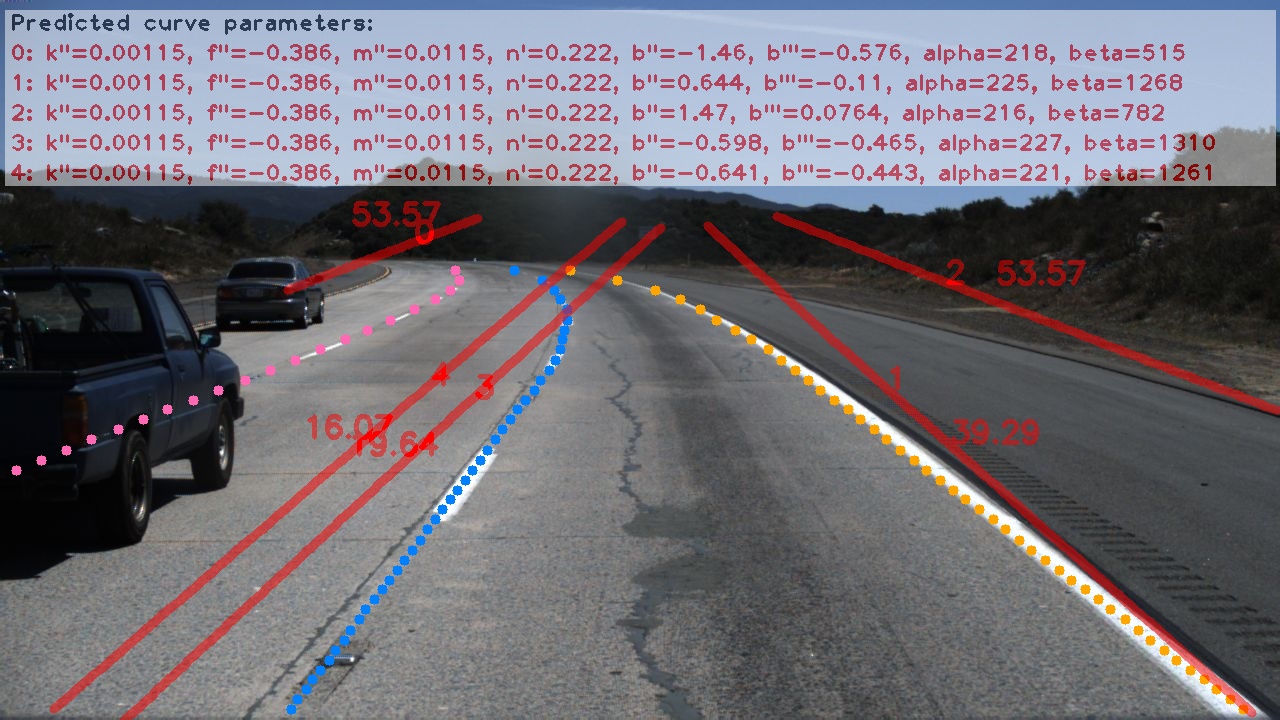 Predicted curve parameters:
0: k''=0.00115, f''=-0.386, m''=0.0115, n'=0.222, b''=-1.46, b'''=-0.576, alpha=218, beta=515
1: k''=0.00115, f''=-0.386, m''=0.0115, n'=0.222, b''=0.644, b'''=-0.11, alpha=225, beta=1268
2: k''=0.00115, f''=-0.386, m''=0.0115, n'=0.222, b''=1.47, b'''=0.0764, alpha=216, beta=782
3: k''=0.00115, f''=-0.386, m''=0.0115, n'=0.222, b''=-0.598, b'''=-0.465, alpha=227, beta=1310
4: k''=0.00115, f''=-0.386, m''=0.0115, n'=0.222, b''=-0.641, b'''=-0.443, alpha=221, beta=1261
53.57
0
2 53.57
4
3
1
16.07
19.64
39.29